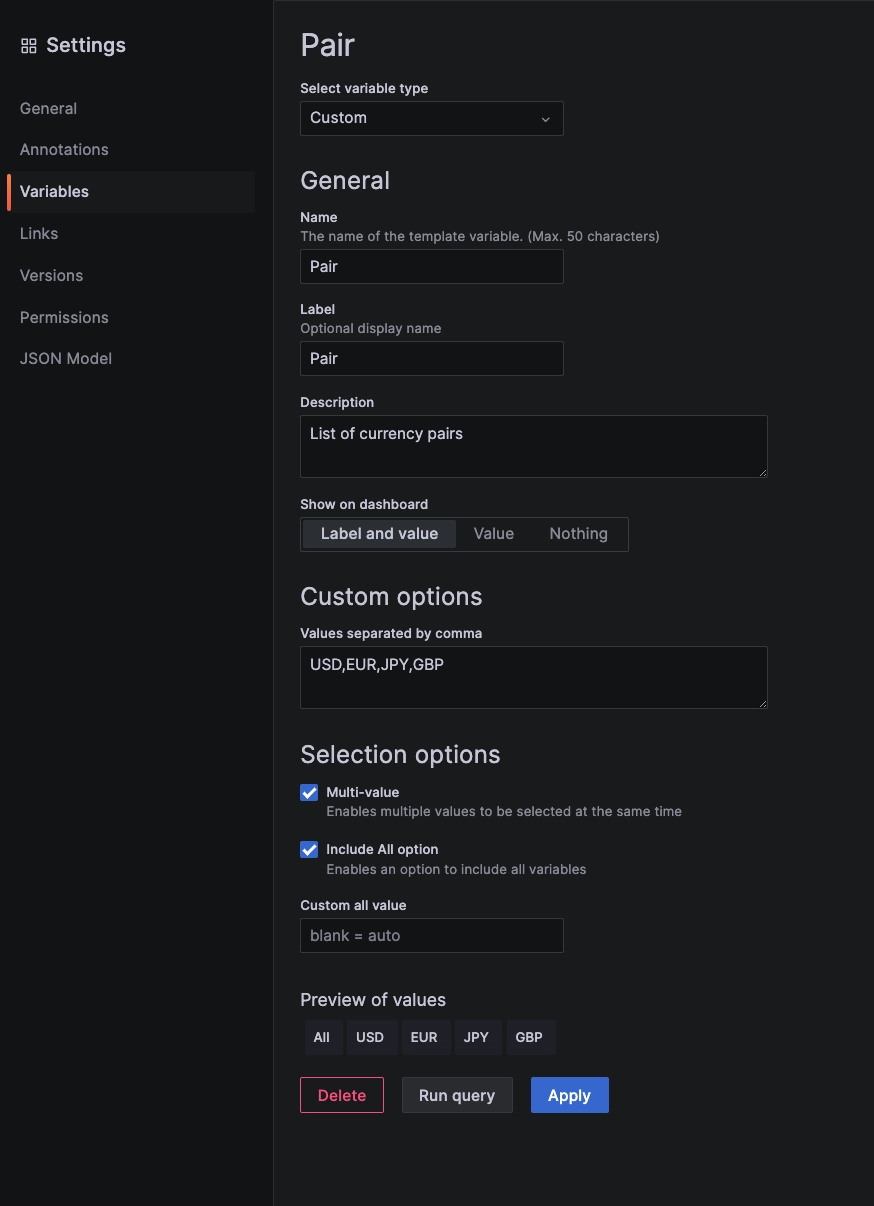 Settings
General
Annotations
Variables
Links
Versions
Permissions
JSON Model
Pair
Select variable type
Custom
General
Name
The name of the template variable. (Max. 50 characters)
Pair
Label
Optional display name
Pair
Description
List of currency pairs
Show on dashboard
Label and value Value Nothing
Custom options
Values separated by comma
USD,EUR,JPY,GBP
Selection options
Multi-value
Enables multiple values to be selected at the same time
Include All option
Enables an option to include all variables
Custom all value
blank = auto
Preview of values
All USD EUR JPY GBP
Delete Run query Apply